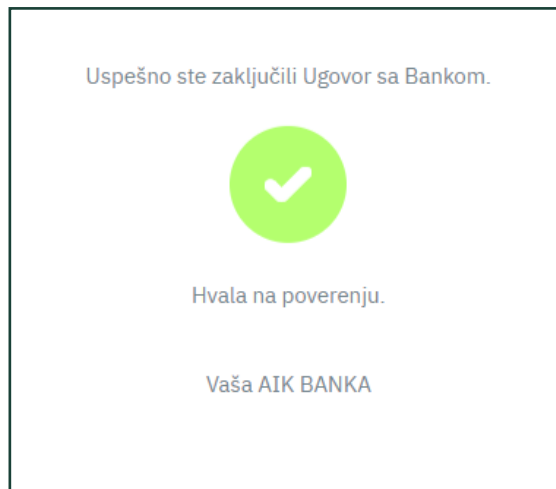 Uspešno ste zaključili Ugovor sa Bankom.
Hvala na poverenju.
Vaša AIK BANKA